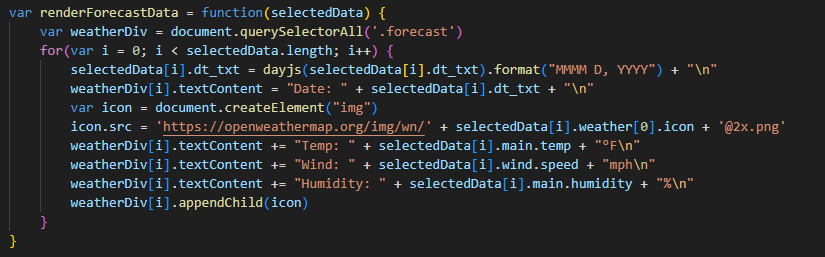 var renderForecastData = function(selectedData) {
var weatherDiv = document.querySelectorAll('.forecast')
for(var i = 0; i < selectedData.length; i++) {
selectedData[i].dt_txt = dayjs(selectedData[i].dt_txt).format("MMMM D, YYYY") + "\n"
weatherDiv[i].textContent = "Date: " + selectedData[i].dt_txt + "\n"
var icon = document.createElement("img")
icon.src = 'https://openweathermap.org/img/wn/' + selectedData[i].weather[0].icon + '@2x.png'
weatherDiv[i].textContent += "Temp: " + selectedData[i].main.temp + "°F\n"
weatherDiv[i].textContent += "Wind: " + selectedData[i].wind.speed + "mph\n"
weatherDiv[i].textContent += "Humidity: " + selectedData[i].main.humidity + "%\n"
weatherDiv[i].appendChild(icon)
}
}